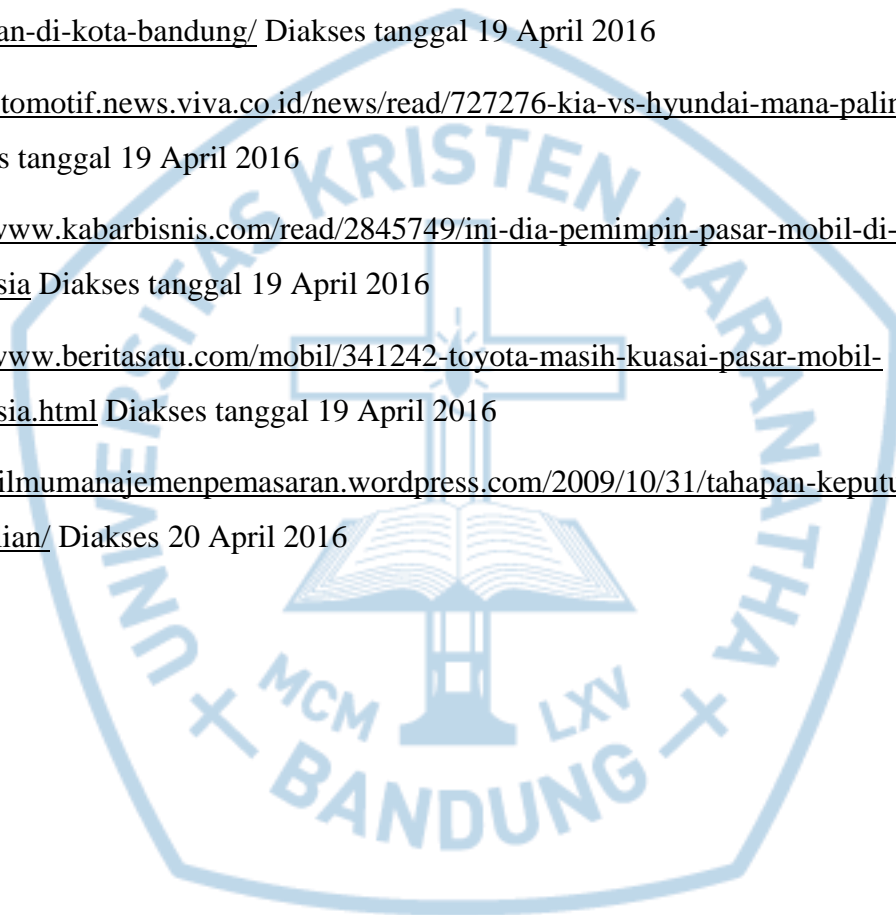 an-di-kota-bandung/ Diakses tanggal 19 April 2016
tomotif.news.viva.co.id/news/read/727276-kia-vs-hyundai-mana-palin
s tanggal 19 April 2016
www.kabarbisnis.com/read/2845749/ini-dia-pemimpin-pasar-mobil-di-
sia Diakses tanggal 19 April 2016
www.beritasatu.com/mobil/341242-toyota-masih-kuasai-pasar-mobil-
sia.html Diakses tanggal 19 April 2016
ilmumanajemenpemasaran.wordpress.com/2009/10/31/tahapan-keputu
lian/ Diakses 20 April 2016
UNIVERSITAS KRISTEN MARANATHA
MCM LXV
BANDUNG